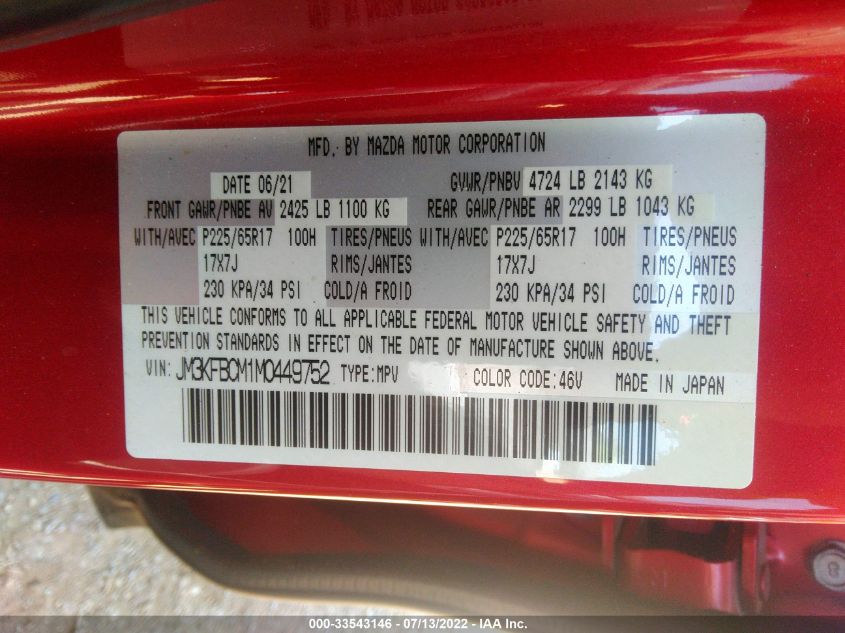 MFD. BY MAZDA MOTOR CORPORATION
DATE 06/21 GVWR/PNBV 4724 LB 2143 KG
FRONT GAWR/PNBE AV 2425 LB 1100 KG REAR GAWR/PNBE AR 2299 LB 1043 KG
WITH/AVEC P225/65R17 100H TIRES/PNEUS WITH/AVEC P225/65R17 100H TIRES/PNEUS
17X7J RIMS/JANTES 17X7J RIMS/JANTES
230 KPA/34 PSI COLD/A FROID 230 KPA/34 PSI COLD/A FROID
THIS VEHICLE CONFORMS TO ALL APPLICABLE FEDERAL MOTOR VEHICLE SAFETY AND THEFT
PREVENTION STANDARDS IN EFFECT ON THE DATE OF MANUFACTURE SHOWN ABOVE.
VIN: JM3KFBCM1M0449752 TYPE:MPV COLOR CODE:46V MADE IN JAPAN
000-33543146 - 07/13/2022 - IAA Inc.